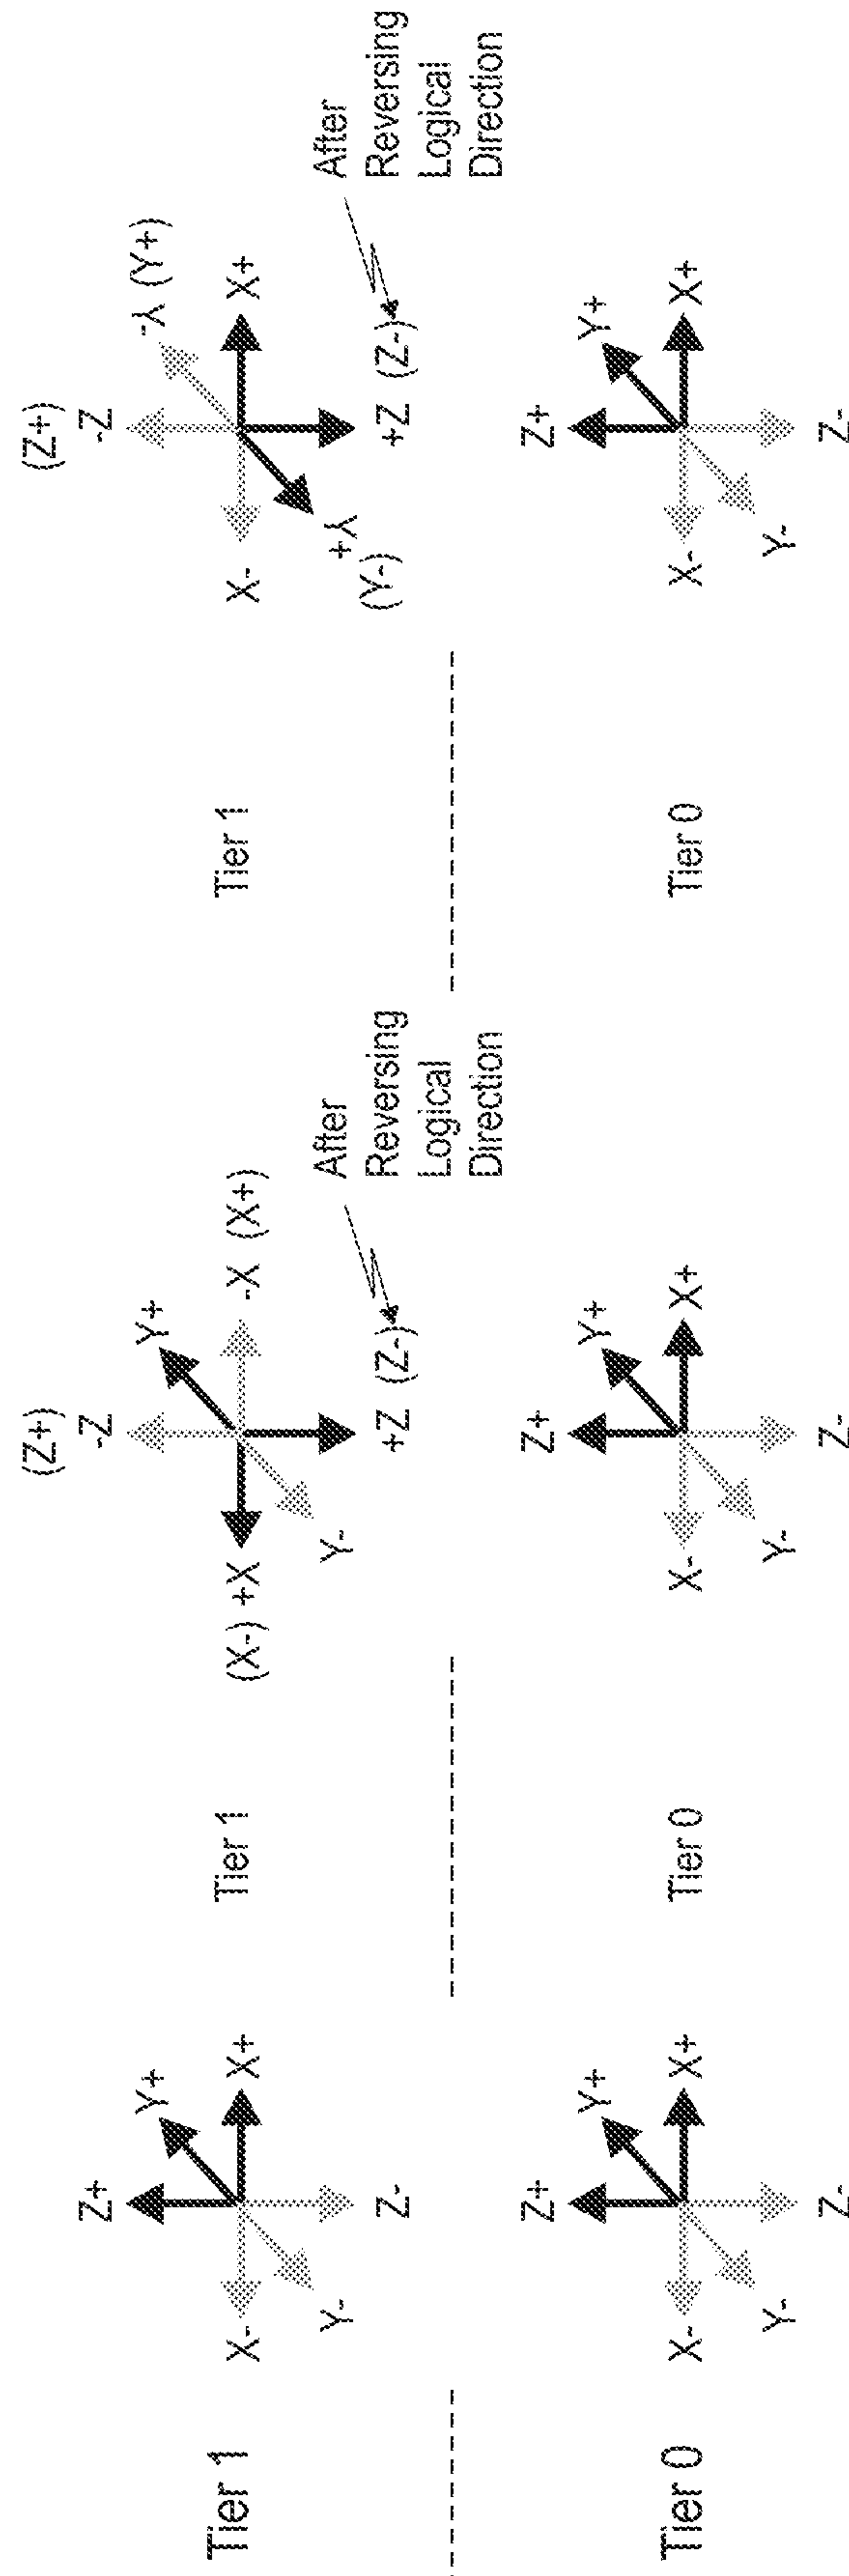 Tier 1
Z+
Y+
X-
X+
Y-
Z-
Tier 0
Z+
Y+
X-
X+
Y-
Z-
Tier 1
(Z+)
-Z
Y+
(X-) +X
-X (X+)
Y-
+Z (Z-)
After
Reversing
Logical
Direction
Tier 0
Z+
Y+
X-
X+
Y-
Z-
Tier 1
(Z+)
-Z
-Y (Y+)
X-
X+
+Y
(Y-)
+Z (Z-)
After
Reversing
Logical
Direction
Tier 0
Z+
Y+
X-
X+
Y-
Z-